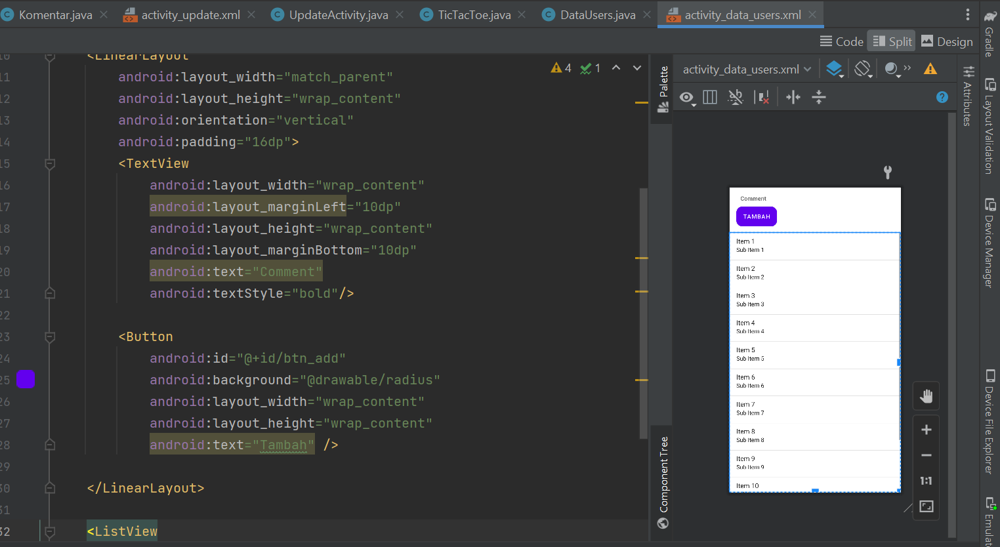 Komentar.java
activity_update.xml
UpdateActivity.java
TicTacToe.java
DataUsers.java
activity_data_users.xml
Code
Split
Design
<LinearLayout
11 android:layout_width="match_parent"
12 android:layout_height="wrap_content"
13 android:orientation="vertical"
14 android:padding="16dp">
15 <TextView
16 android:layout_width="wrap_content"
17 android:layout_marginLeft="10dp"
18 android:layout_height="wrap_content"
19 android:layout_marginBottom="10dp"
20 android:text="Comment"
21 android:textStyle="bold"/>
22
23 <Button
24 android:id="@+id/btn_add"
25 android:background="@drawable/radius"
26 android:layout_width="wrap_content"
27 android:layout_height="wrap_content"
28 android:text="Tambah" />
29
30 </LinearLayout>
31
32 <ListView
4
1
Palette
Component Tree
activity_data_users.xml
?
Comment
TAMBAH
Item 1
Sub Item 1
Item 2
Sub Item 2
Item 3
Sub Item 3
Item 4
Sub Item 4
Item 5
Sub Item 5
Item 6
Sub Item 6
Item 7
Sub Item 7
Item 8
Sub Item 8
Item 9
Sub Item 9
Item 10
1:1
Attributes
Gradle
Layout Validation
Device Manager
Device File Explorer